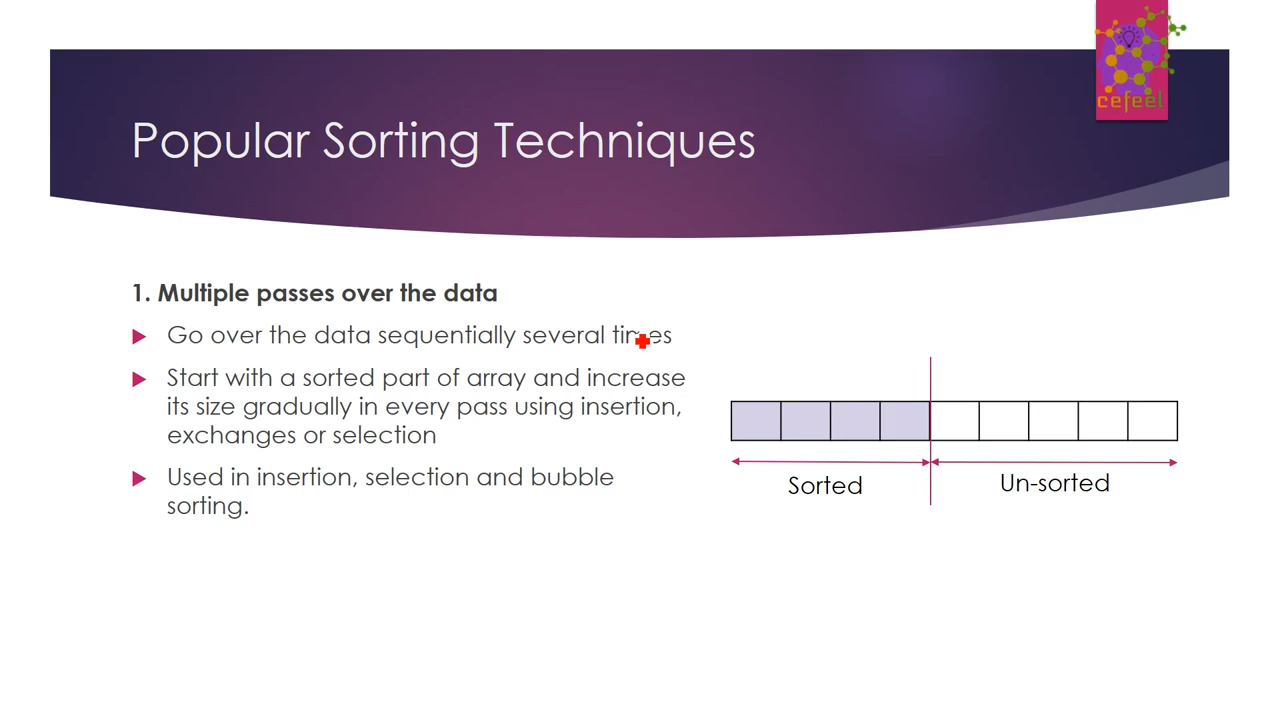 cefeel
Popular Sorting Techniques
1. Multiple passes over the data
Go over the data sequentially several times
Start with a sorted part of array and increase
its size gradually in every pass using insertion,
exchanges or selection
Used in insertion, selection and bubble
sorting.
Sorted
Un-sorted